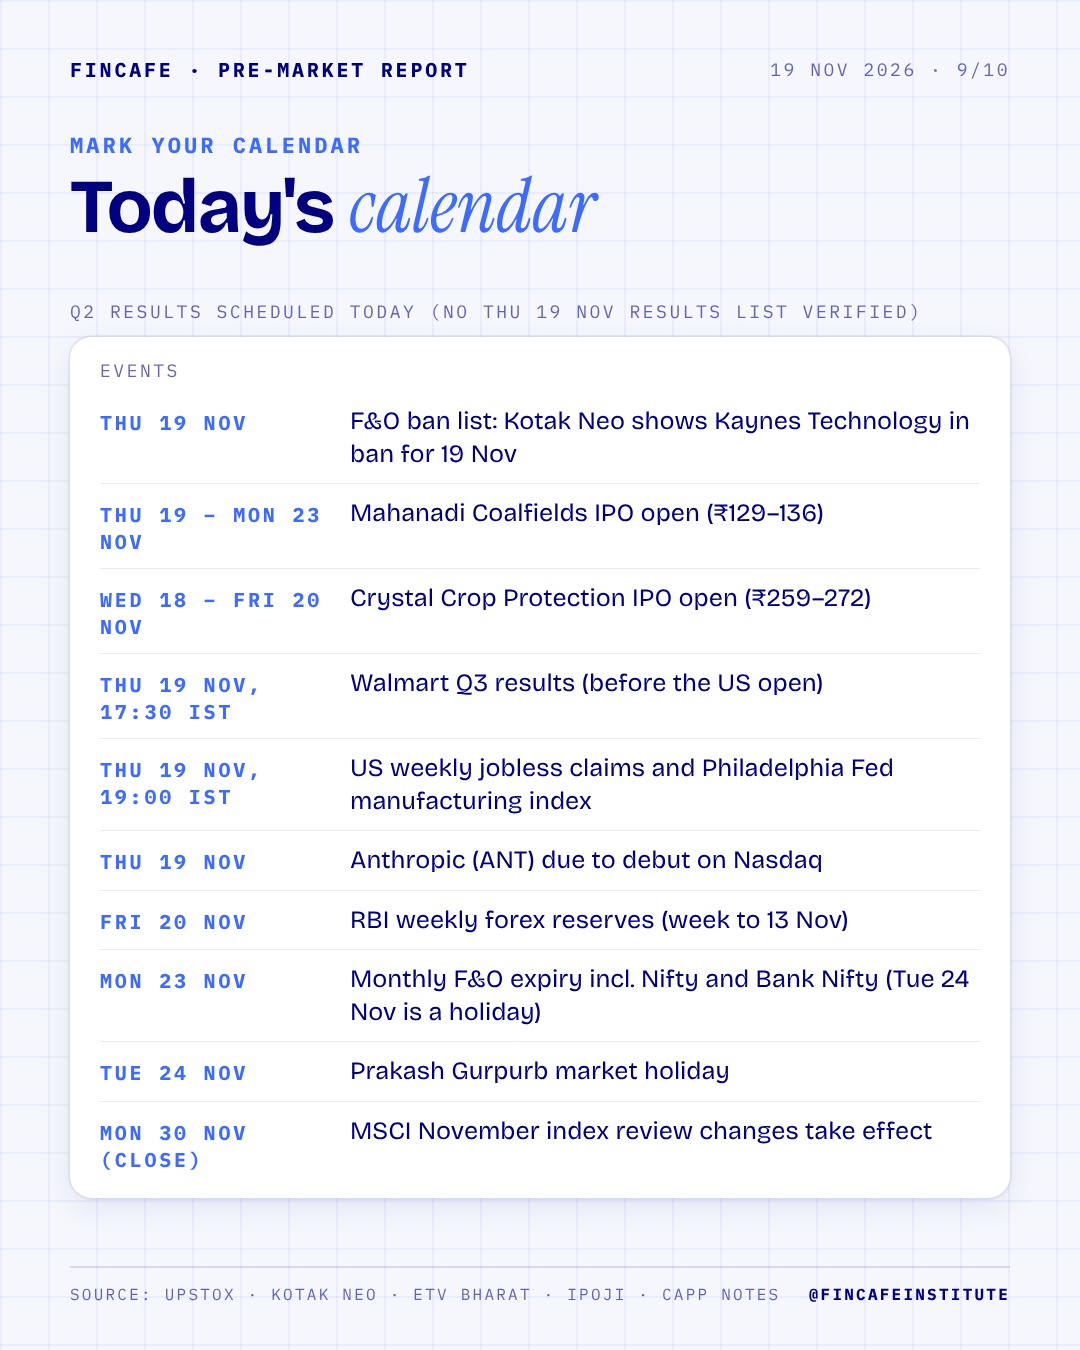 FINCAFE · PRE-MARKET REPORT
19 NOV 2026 · 9/10
MARK YOUR CALENDAR
Today's calendar
Q2 RESULTS SCHEDULED TODAY (NO THU 19 NOV RESULTS LIST VERIFIED)
EVENTS
THU 19 NOV
F&O ban list: Kotak Neo shows Kaynes Technology in
ban for 19 Nov
THU 19 – MON 23
NOV
Mahanadi Coalfields IPO open (₹129–136)
WED 18 – FRI 20
NOV
Crystal Crop Protection IPO open (₹259–272)
THU 19 NOV,
17:30 IST
Walmart Q3 results (before the US open)
THU 19 NOV,
19:00 IST
US weekly jobless claims and Philadelphia Fed
manufacturing index
THU 19 NOV
Anthropic (ANT) due to debut on Nasdaq
FRI 20 NOV
RBI weekly forex reserves (week to 13 Nov)
MON 23 NOV
Monthly F&O expiry incl. Nifty and Bank Nifty (Tue 24
Nov is a holiday)
TUE 24 NOV
Prakash Gurpurb market holiday
MON 30 NOV
(CLOSE)
MSCI November index review changes take effect
SOURCE: UPSTOX · KOTAK NEO · ETV BHARAT · IPOJI · CAPP NOTES
@FINCAFEINSTITUTE